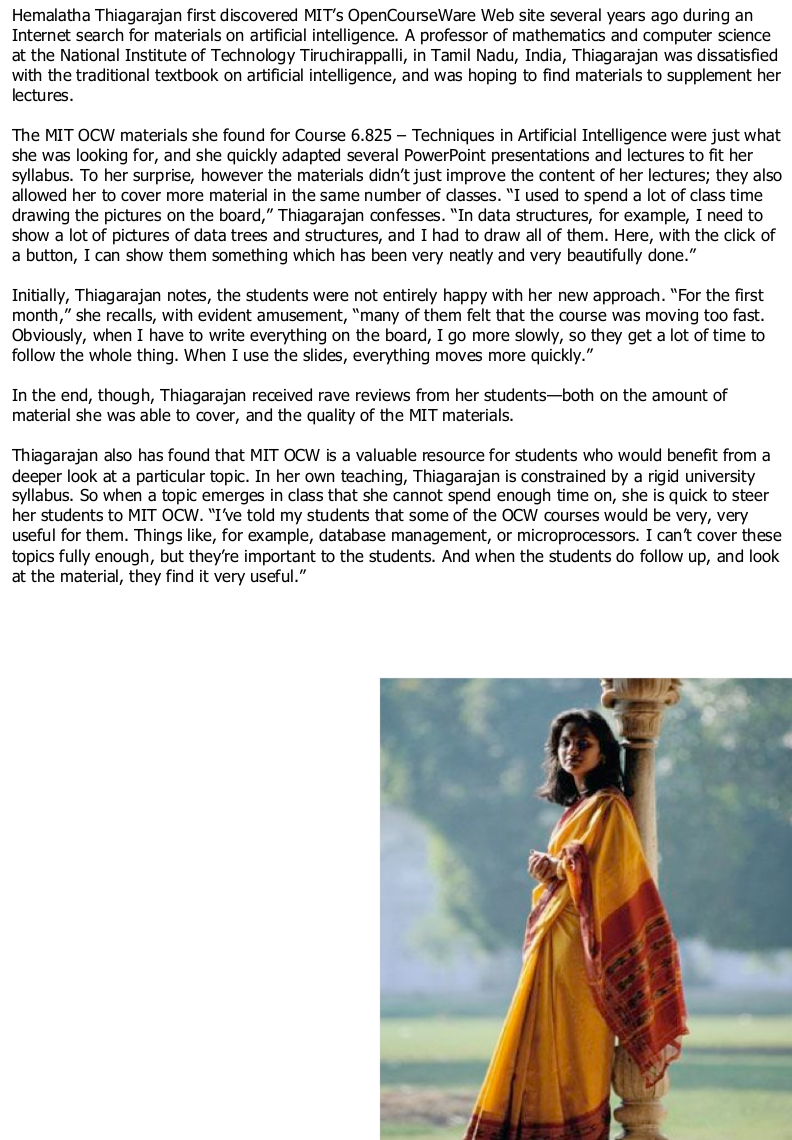 Hemalatha Thiagarajan first discovered MIT’s OpenCourseWare Web site several years ago during an
Internet search for materials on artificial intelligence. A professor of mathematics and computer science
at the National Institute of Technology Tiruchirappalli, in Tamil Nadu, India, Thiagarajan was dissatisfied
with the traditional textbook on artificial intelligence, and was hoping to find materials to supplement her
lectures.
The MIT OCW materials she found for Course 6.825 – Techniques in Artificial Intelligence were just what
she was looking for, and she quickly adapted several PowerPoint presentations and lectures to fit her
syllabus. To her surprise, however the materials didn’t just improve the content of her lectures; they also
allowed her to cover more material in the same number of classes. “I used to spend a lot of class time
drawing the pictures on the board,” Thiagarajan confesses. “In data structures, for example, I need to
show a lot of pictures of data trees and structures, and I had to draw all of them. Here, with the click of
a button, I can show them something which has been very neatly and very beautifully done.”
Initially, Thiagarajan notes, the students were not entirely happy with her new approach. “For the first
month,” she recalls, with evident amusement, “many of them felt that the course was moving too fast.
Obviously, when I have to write everything on the board, I go more slowly, so they get a lot of time to
follow the whole thing. When I use the slides, everything moves more quickly.”
In the end, though, Thiagarajan received rave reviews from her students—both on the amount of
material she was able to cover, and the quality of the MIT materials.
Thiagarajan also has found that MIT OCW is a valuable resource for students who would benefit from a
deeper look at a particular topic. In her own teaching, Thiagarajan is constrained by a rigid university
syllabus. So when a topic emerges in class that she cannot spend enough time on, she is quick to steer
her students to MIT OCW. “I’ve told my students that some of the OCW courses would be very, very
useful for them. Things like, for example, database management, or microprocessors. I can’t cover these
topics fully enough, but they’re important to the students. And when the students do follow up, and look
at the material, they find it very useful.”